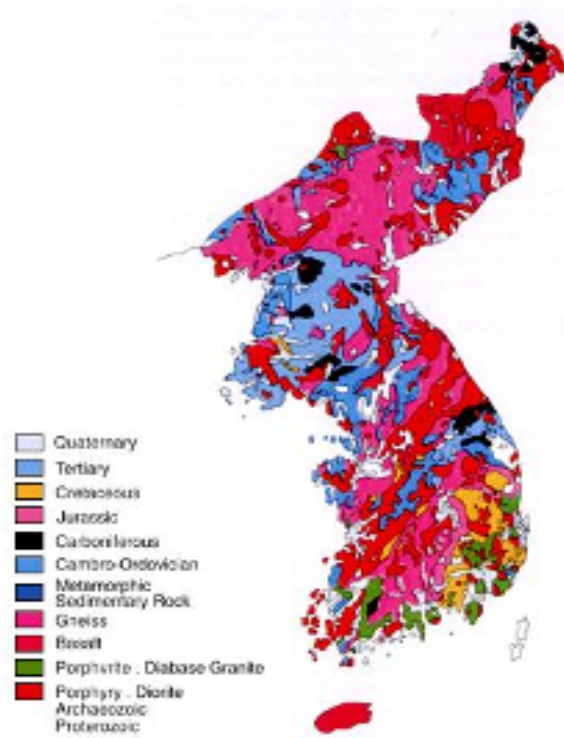 Quaternary
Tertiary
Cretaceous
Jurassic
Carboniferous
Cambro-Ordovician
Metamorphic
Sedimentary Rock
Gneiss
Basalt
Porphyrite . Diabase Granite
Porphyry . Diorite
Archaeozoic
Proterozoic